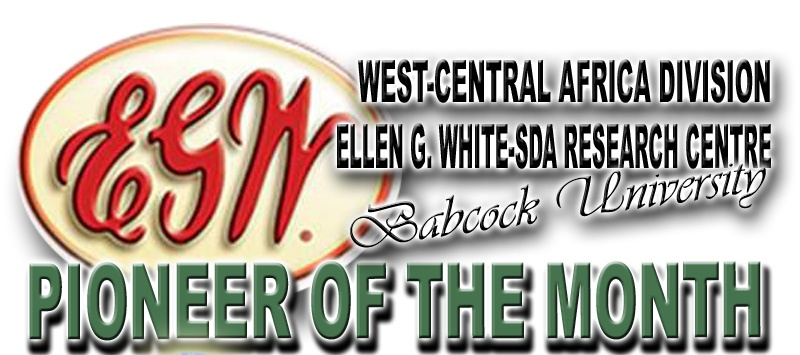 EGW.
WEST-CENTRAL AFRICA DIVISION
ELLEN G. WHITE-SDA RESEARCH CENTRE
Babcock University
PIONEER OF THE MONTH